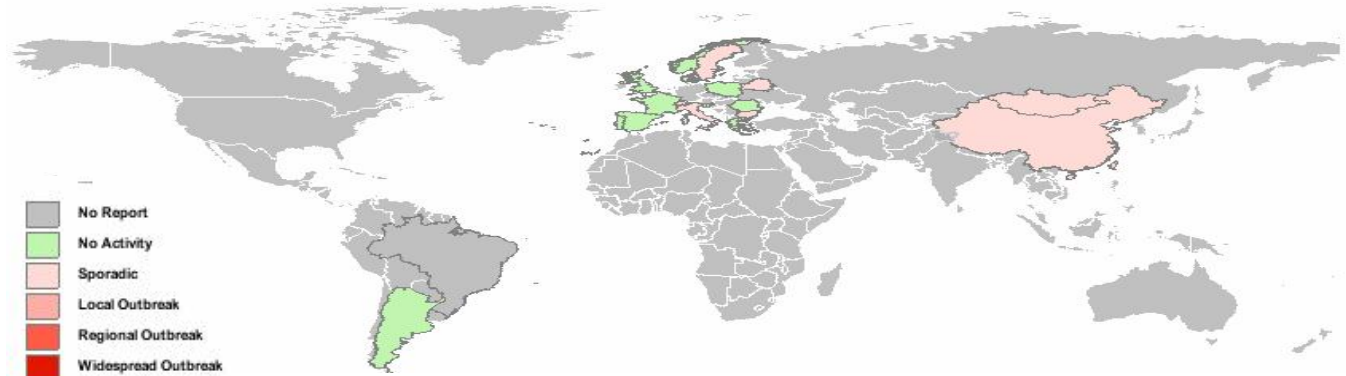 No Report
No Activity
Sporadic
Local Outbreak
Regional Outbreak
Widespread Outbreak